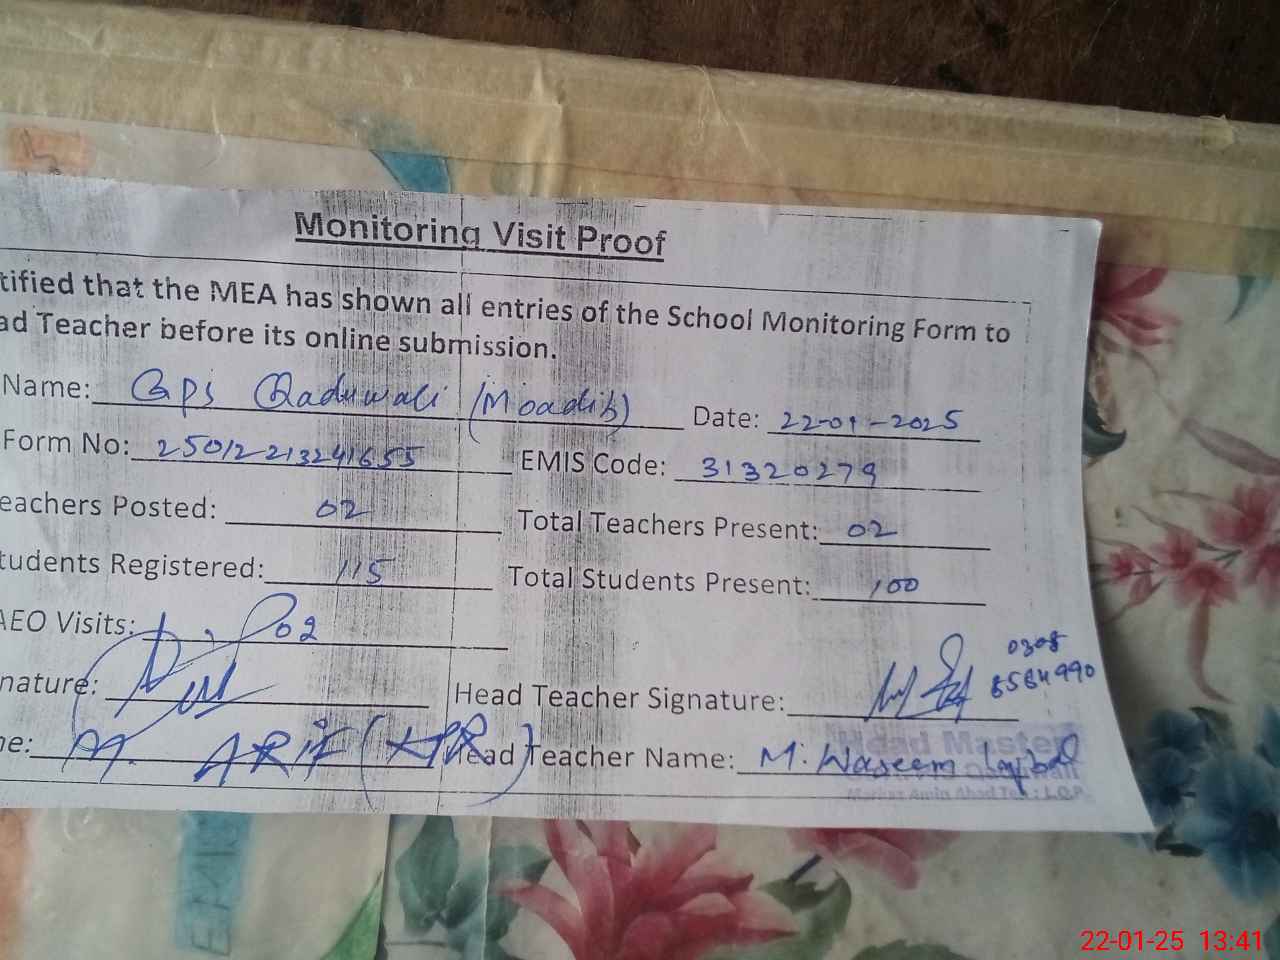 Monitoring Visit Proof
tified that the MEA has shown all entries of the School Monitoring Form to
ad Teacher before its online submission.
Name: GPS Qaduwali (Moadib) Date: 22-01-2025
Form No: 25012213241655 EMIS Code: 31320279
eachers Posted: 02 Total Teachers Present: 02
tudents Registered: 115 Total Students Present: 100
AEO Visits: 02
nature: Head Teacher Signature: 0308
8584990
ne: M. ARIF Head Teacher Name: M. Waseem Iqbal
Head Master
EMIS
22-01-25 13:41